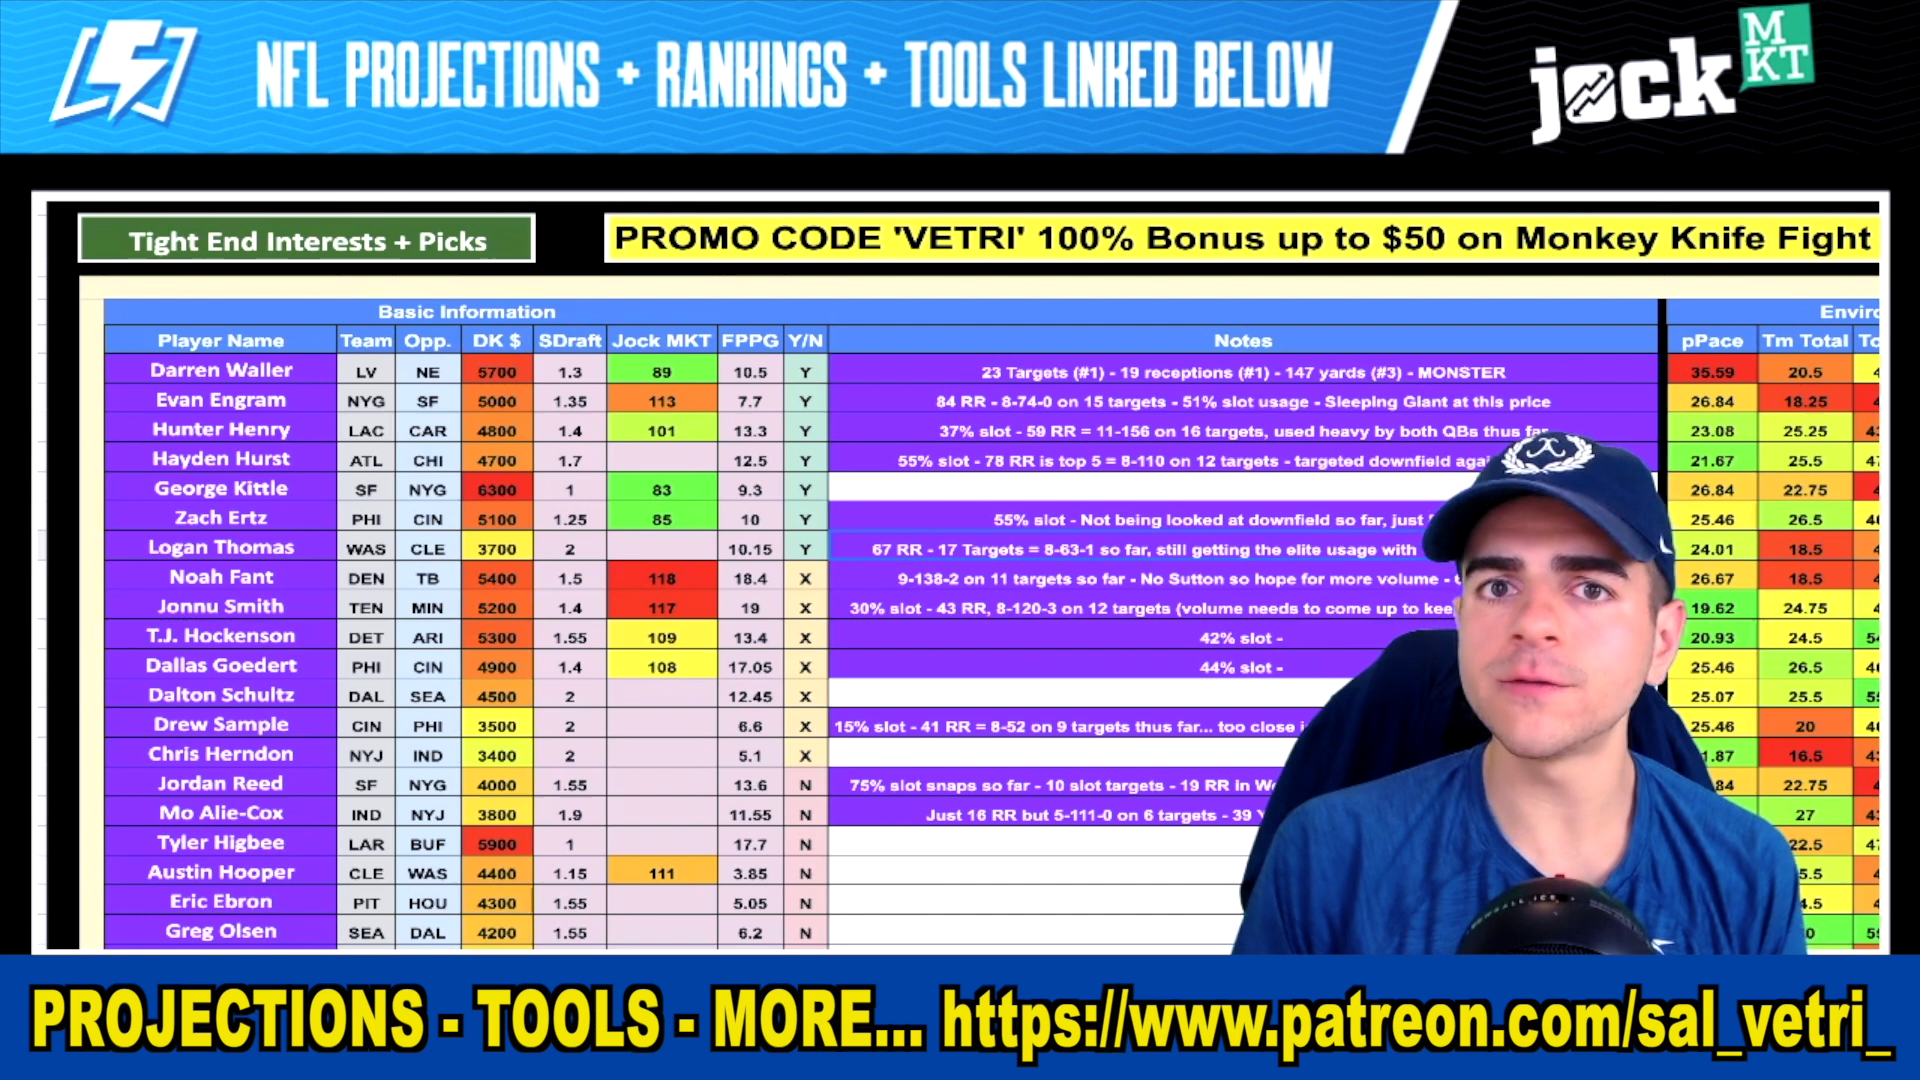 NFL PROJECTIONS + RANKINGS + TOOLS LINKED BELOW
jock MKT
Tight End Interests + Picks
PROMO CODE 'VETRI' 100% Bonus up to $50 on Monkey Knife Fight
Basic Information
Player Name Team Opp. DK $ SDraft Jock MKT FPPG Y/N Notes pPace Tm Total
Darren Waller LV NE 5700 1.3 89 10.5 Y 23 Targets (#1) - 19 receptions (#1) - 147 yards (#3) - MONSTER 35.59 20.5
Evan Engram NYG SF 5000 1.35 113 7.7 Y 84 RR - 8-74-0 on 15 targets - 51% slot usage - Sleeping Giant at this price 26.84 18.25
Hunter Henry LAC CAR 4800 1.4 101 13.3 Y 37% slot - 59 RR = 11-156 on 16 targets, used heavy by both QBs thus far 23.08 25.25
Hayden Hurst ATL CHI 4700 1.7 12.5 Y 55% slot - 78 RR is top 5 = 8-110 on 12 targets - targeted downfield 21.67 25.5
George Kittle SF NYG 6300 1 83 9.3 Y 26.84 22.75
Zach Ertz PHI CIN 5100 1.25 85 10 Y 55% slot - Not being looked at downfield so far, just 25.46 26.5
Logan Thomas WAS CLE 3700 2 10.15 Y 67 RR - 17 Targets = 8-63-1 so far, still getting the elite usage with 24.01 18.5
Noah Fant DEN TB 5400 1.5 118 18.4 X 9-138-2 on 11 targets so far - No Sutton so hope for more volume - 26.67 18.5
Jonnu Smith TEN MIN 5200 1.4 117 19 X 30% slot - 43 RR, 8-120-3 on 12 targets (volume needs to come up to 19.62 24.75
T.J. Hockenson DET ARI 5300 1.55 109 13.4 X 42% slot - 20.93 24.5
Dallas Goedert PHI CIN 4900 1.4 108 17.05 X 44% slot - 25.46 26.5
Dalton Schultz DAL SEA 4500 2 12.45 X 25.07 25.5
Drew Sample CIN PHI 3500 2 6.6 X 15% slot - 41 RR = 8-52 on 9 targets thus far... too close 25.46 20
Chris Herndon NYJ IND 3400 2 5.1 X 16.5
Jordan Reed SF NYG 4000 1.55 13.6 N 75% slot snaps so far - 10 slot targets - 19 RR in 22.75
Mo Alie-Cox IND NYJ 3800 1.9 11.55 N Just 16 RR but 5-111-0 on 6 targets - 39 27
Tyler Higbee LAR BUF 5900 1 17.7 N 22.5
Austin Hooper CLE WAS 4400 1.15 111 3.85 N
Eric Ebron PIT HOU 4300 1.55 5.05 N
Greg Olsen SEA DAL 4200 1.55 6.2 N
PROJECTIONS - TOOLS - MORE... https://www.patreon.com/sal_vetri_